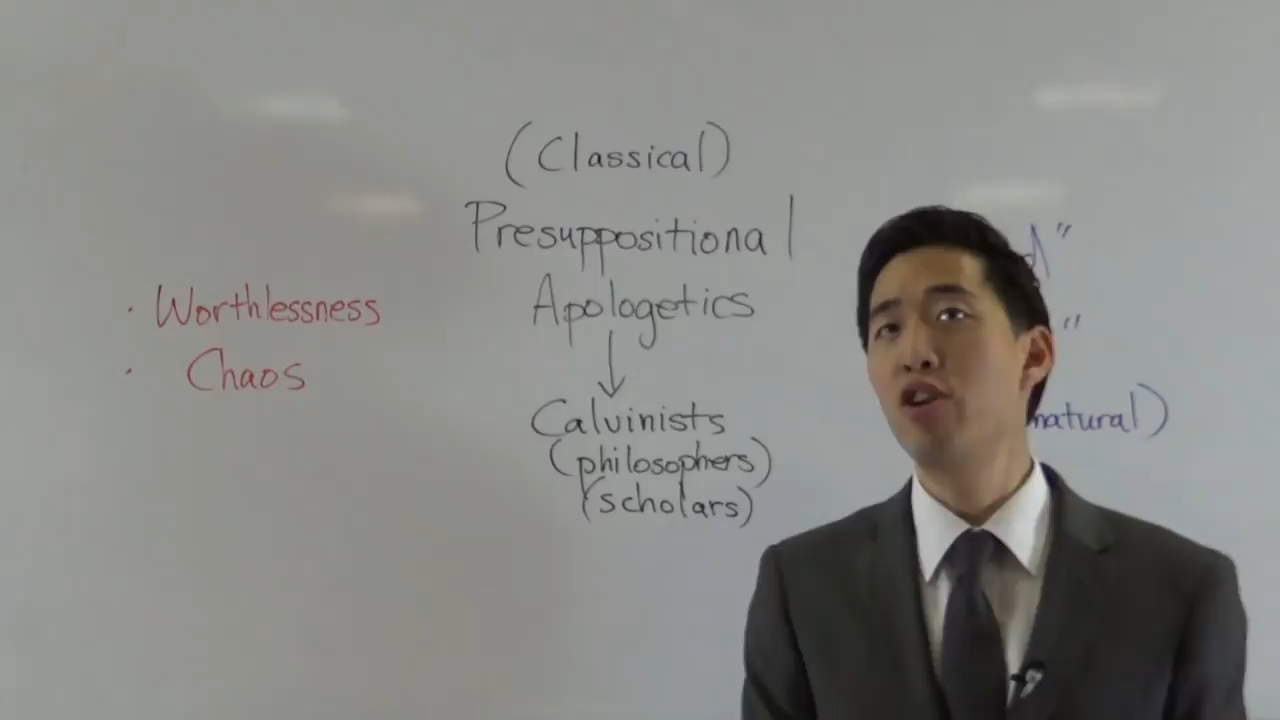 (Classical)
Presuppositional
Apologetics
Calvinists
(philosophers)
(scholars)
· Worthlessness
· Chaos
natural)